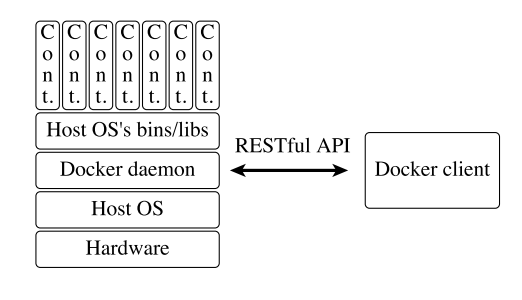 Cont. Cont. Cont. Cont. Cont. Cont. Cont.
Host OS's bins/libs
Docker daemon
Host OS
Hardware
RESTful API
Docker client